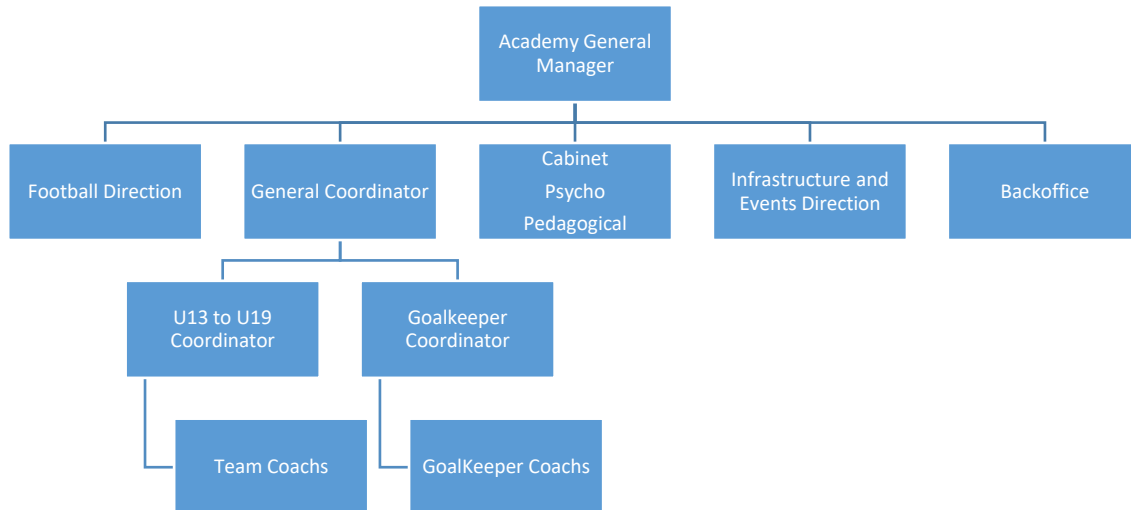 Academy General
Manager
Football Direction
General Coordinator
Cabinet
Psycho
Pedagogical
Infrastructure and
Events Direction
Backoffice
U13 to U19
Coordinator
Goalkeeper
Coordinator
Team Coachs
GoalKeeper Coachs